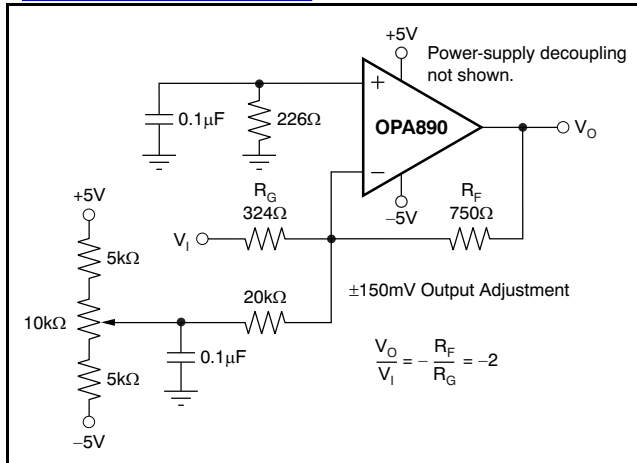 +5V
Power-supply decoupling
not shown.
0.1μF
226Ω
+
OPA890
−
V_O
−5V
R_G
324Ω
R_F
750Ω
V_I
+5V
5kΩ
10kΩ
5kΩ
−5V
20kΩ
0.1μF
±150mV Output Adjustment
V_O/V_I = − R_F/R_G = −2